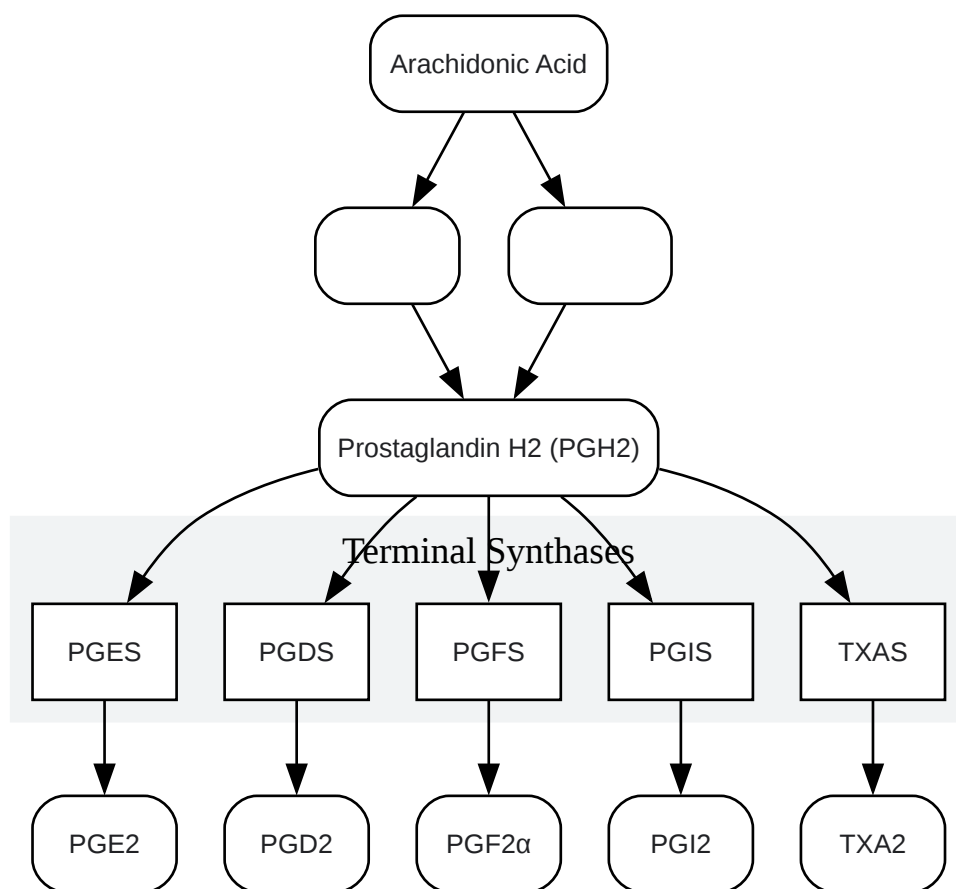 Arachidonic Acid
Prostaglandin H2 (PGH2)
Terminal Synthases
PGES
PGDS
PGFS
PGIS
TXAS
PGE2
PGD2
PGF2α
PGI2
TXA2